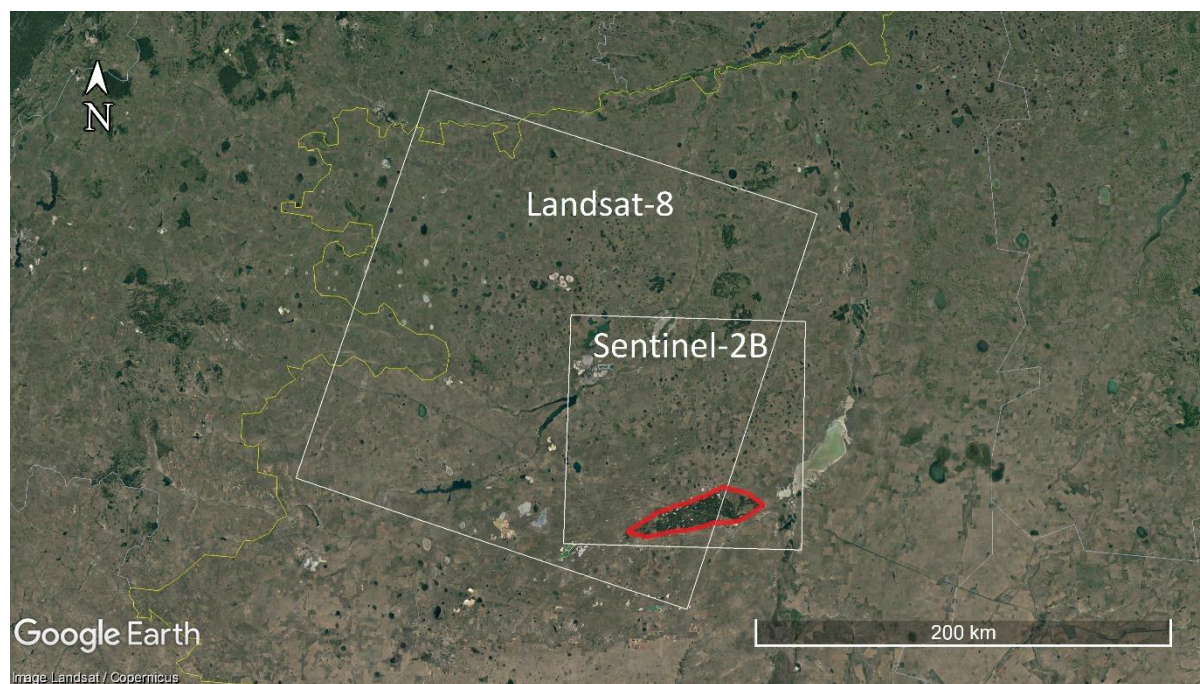 N
Landsat-8
Sentinel-2B
Google Earth
200 km
Image Landsat / Copernicus